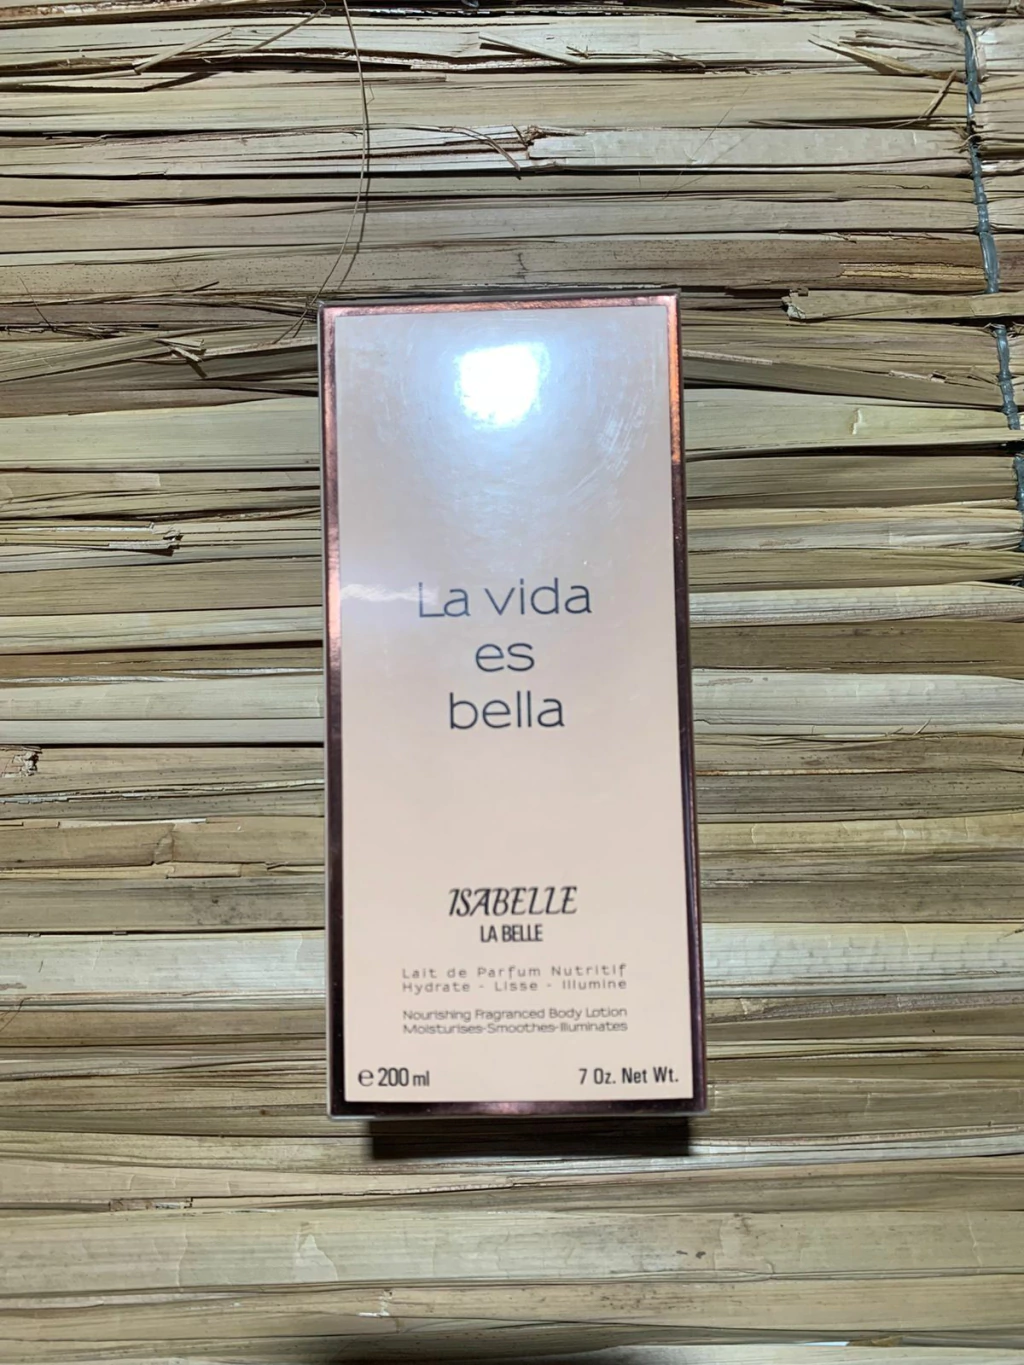 La vida
es
bella
ISABELLE
LA BELLE
Lait de Parfum Nutritif
Hydrate - Lisse - Illumine
Nourishing Fragranced Body Lotion
Moisturises-Smoothes-Illuminates
e 200 ml
7 Oz. Net Wt.